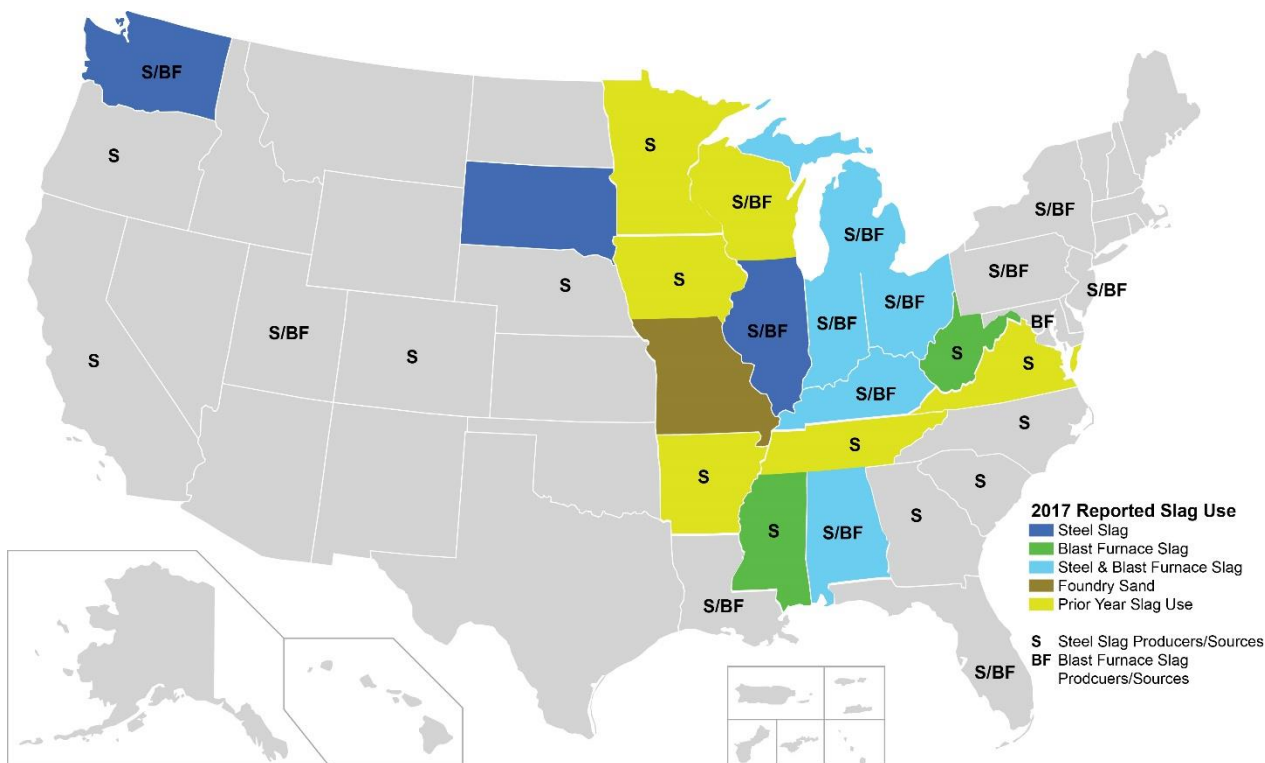 S/BF
S
S
S/BF
S/BF
S
S/BF
S/BF
S/BF
S/BF
S
S
S/BF
S/BF
S/BF
BF
S/BF
S
S
S
S/BF
S
S
S
S
S
S
S/BF
S
S/BF
S/BF
2017 Reported Slag Use
Steel Slag
Blast Furnace Slag
Steel & Blast Furnace Slag
Foundry Sand
Prior Year Slag Use
S Steel Slag Producers/Sources
BF Blast Furnace Slag
Prodcuers/Sources